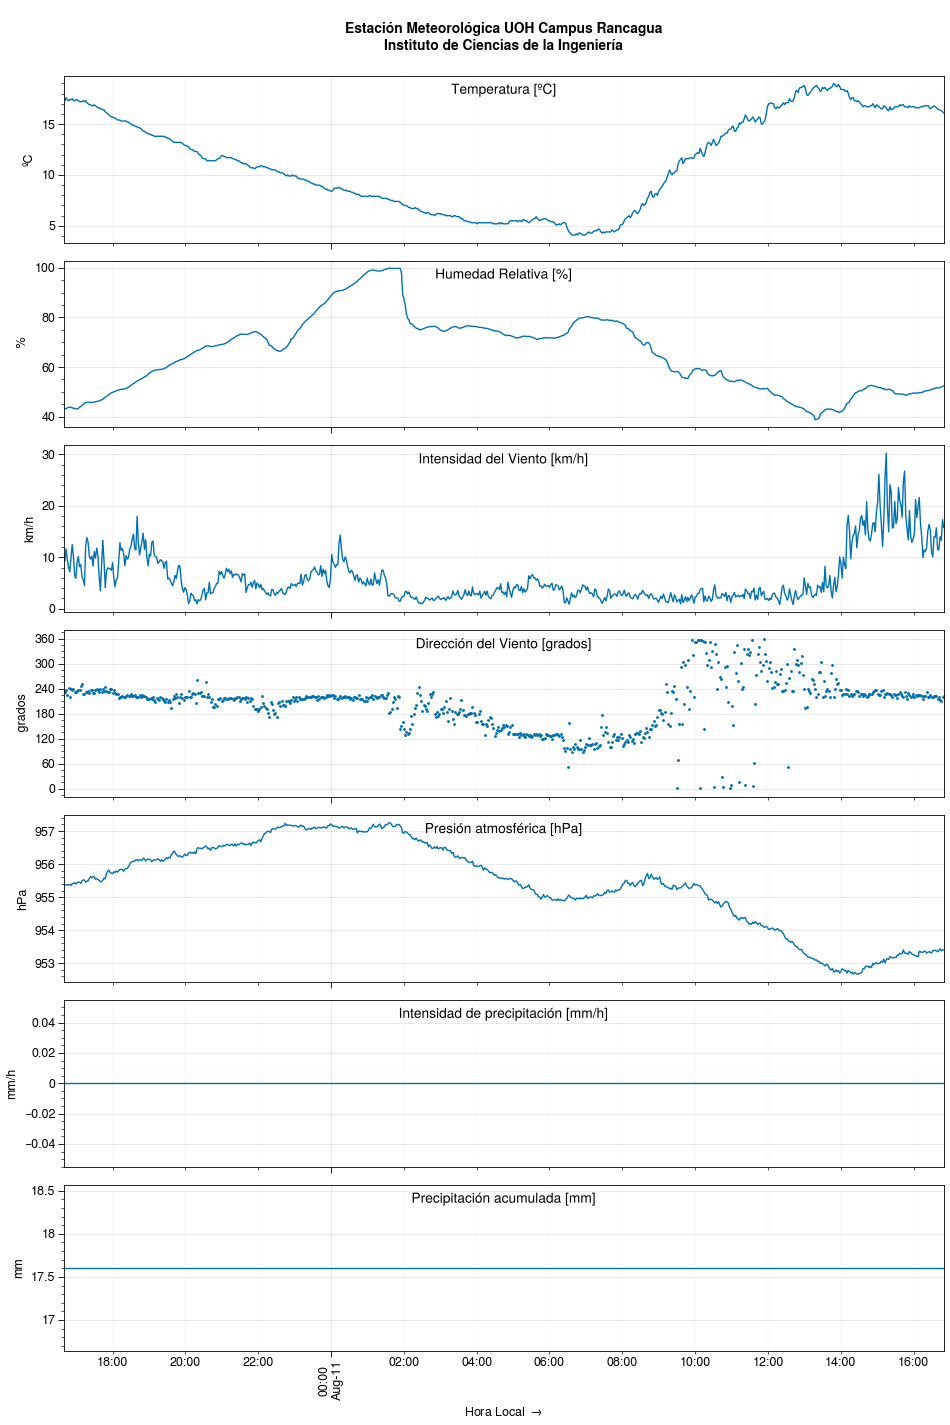 Estación Meteorológica UOH Campus Rancagua
Instituto de Ciencias de la Ingeniería
Temperatura [ºC]
ºC
15
10
5
Humedad Relativa [%]
%
100
80
60
40
Intensidad del Viento [km/h]
km/h
30
20
10
0
Dirección del Viento [grados]
grados
360
300
240
180
120
60
0
Presión atmosférica [hPa]
hPa
957
956
955
954
953
Intensidad de precipitación [mm/h]
mm/h
0.04
0.02
0
−0.02
−0.04
Precipitación acumulada [mm]
mm
18.5
18
17.5
17
18:00 20:00 22:00 00:00 02:00 04:00 06:00 08:00 10:00 12:00 14:00 16:00
Aug-11
Hora Local →